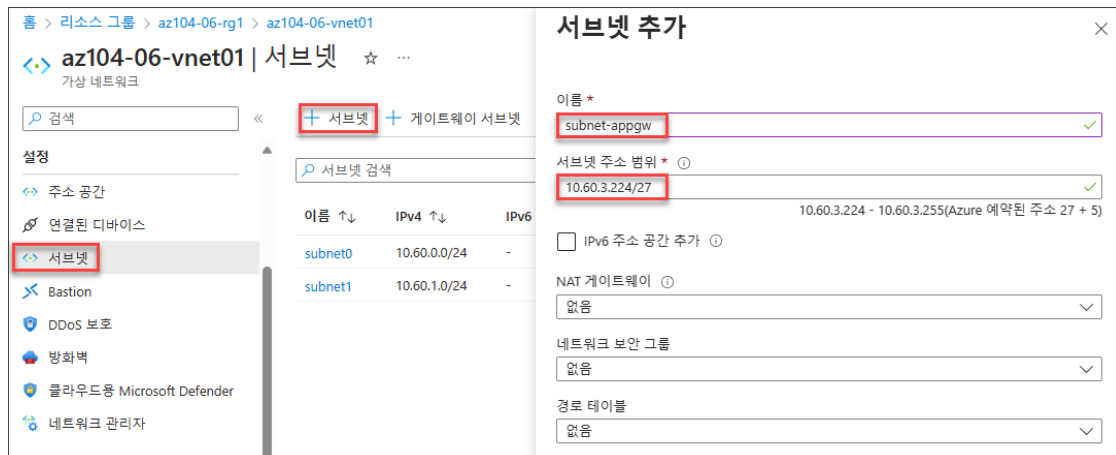 홈 > 리소스 그룹 > az104-06-rg1 > az104-06-vnet01
az104-06-vnet01 | 서브넷 ☆ ...
가상 네트워크
검색 «
설정
주소 공간
연결된 디바이스
서브넷
Bastion
DDoS 보호
방화벽
클라우드용 Microsoft Defender
네트워크 관리자
+ 서브넷 + 게이트웨이 서브넷
서브넷 검색
이름 ↑↓ IPv4 ↑↓ IPv6
subnet0 10.60.0.0/24 -
subnet1 10.60.1.0/24 -
서브넷 추가 ×
이름 *
subnet-appgw
서브넷 주소 범위 *
10.60.3.224/27
10.60.3.224 - 10.60.3.255(Azure 예약된 주소 27 + 5)
IPv6 주소 공간 추가
NAT 게이트웨이
없음
네트워크 보안 그룹
없음
경로 테이블
없음